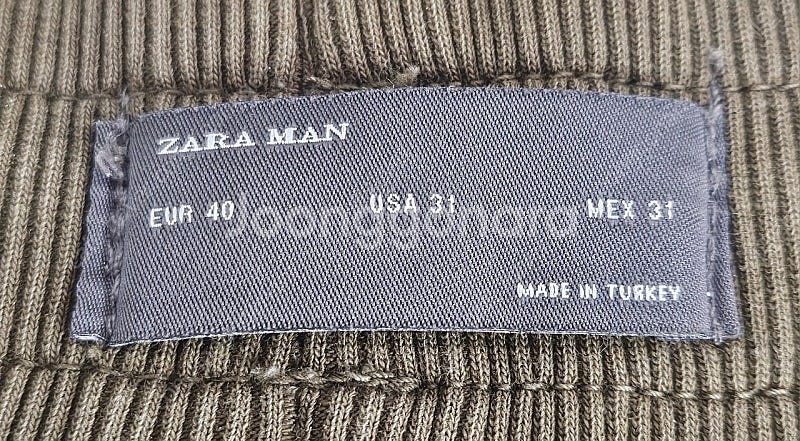 ZARA MAN
EUR 40 USA 31 MEX 31
Joonggonara
MADE IN TURKEY